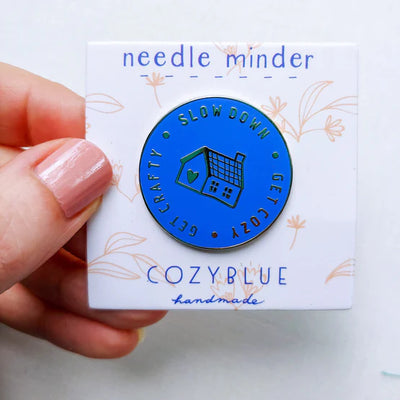 needle minder
SLOW DOWN • GET COZY • GET CRAFTY •
COZYBLUE
handmade